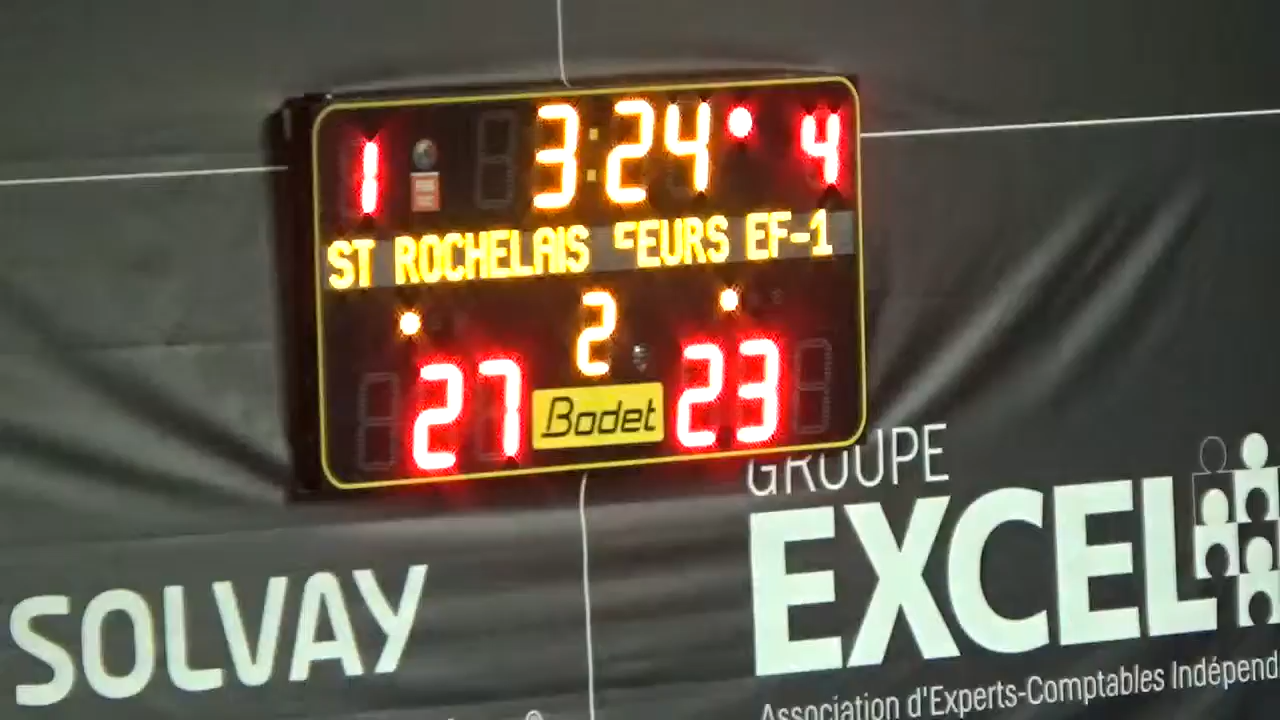 1 3:24 4
ST ROCHELAIS EURS EF-1
2
27 23
Bodet
GROUPE
EXCEL
SOLVAY
Association d'Experts-Comptables Indépend